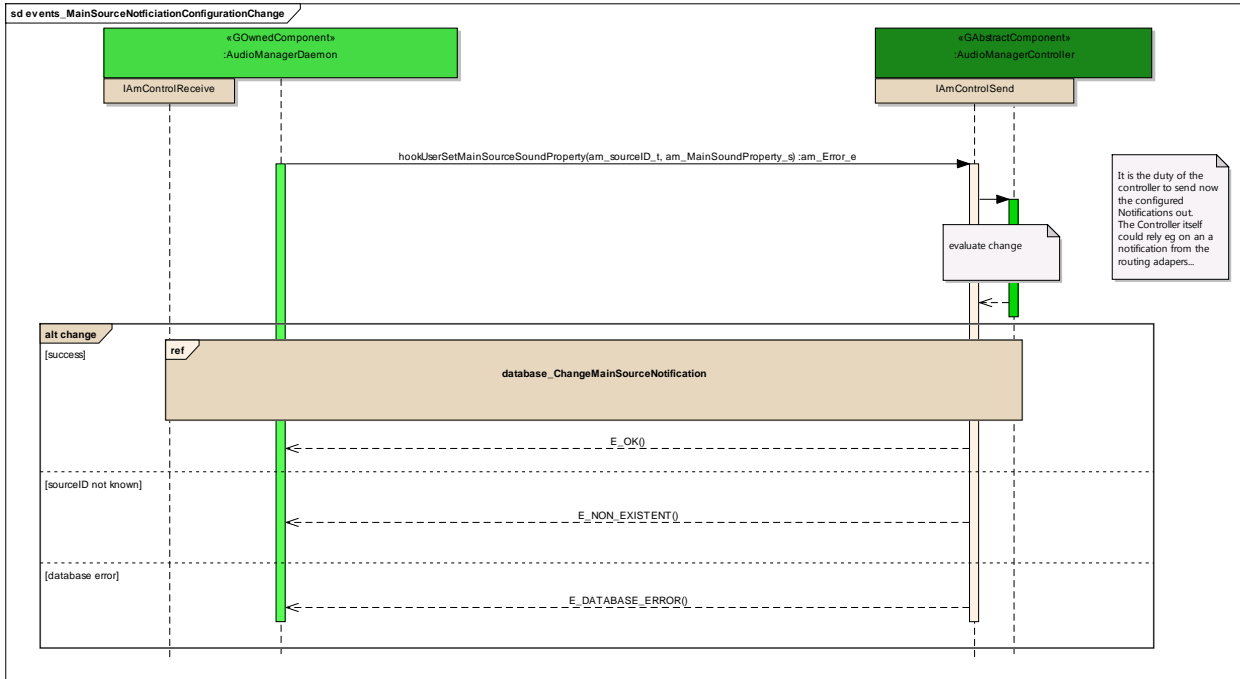 sd events_MainSourceNotficiationConfigurationChange
«GOwnedComponent»
:AudioManagerDaemon
«GAbstractComponent»
:AudioManagerController
IAmControlReceive
IAmControlSend
hookUserSetMainSourceSoundProperty(am_sourceID_t, am_MainSoundProperty_s) :am_Error_e
It is the duty of the
controller to send now
the configured
Notifications out.
The Controller itself
could rely eg on an a
notification from the
routing adapers...
evaluate change
alt change
[success]
ref
database_ChangeMainSourceNotification
E_OK()
[sourceID not known]
E_NON_EXISTENT()
[database error]
E_DATABASE_ERROR()